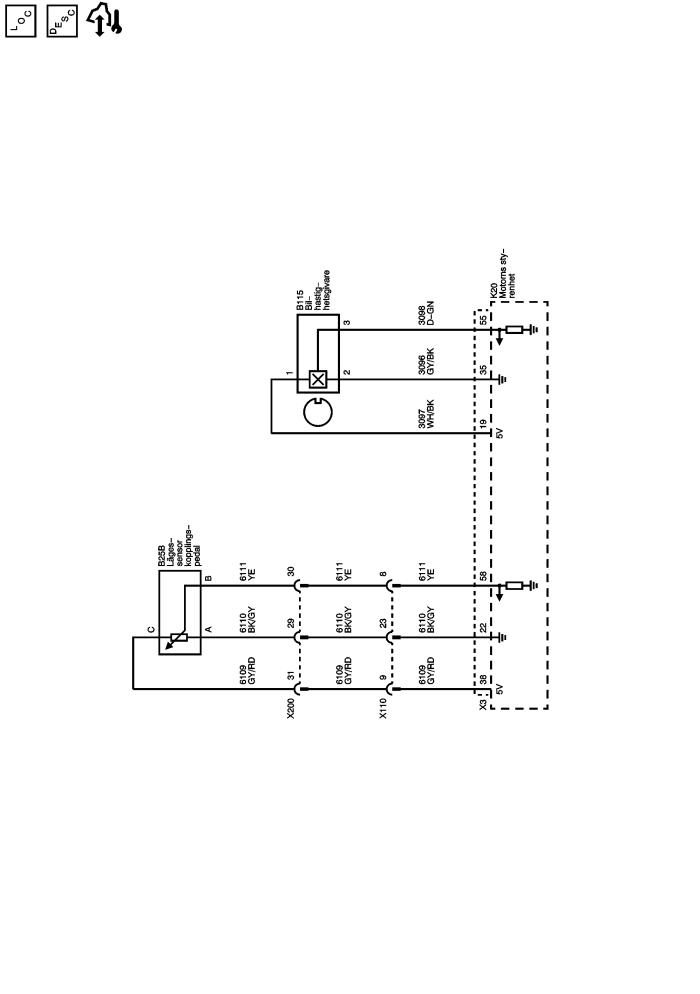 LOC
DESC
B115
Bil-
hastig-
hetsgivare
K20
Motorns sty-
renhet
1
3
2
3098
D-GN
55
3096
GY/BK
35
3097
WH/BK
19
5V
B25B
Läges-
sensor
kopplings-
pedal
C
B
A
6111
YE
30
6111
YE
8
6111
YE
58
6110
BK/GY
29
6110
BK/GY
23
6110
BK/GY
22
6109
GY/RD
31
6109
GY/RD
9
6109
GY/RD
38
5V
X200
X110
X3